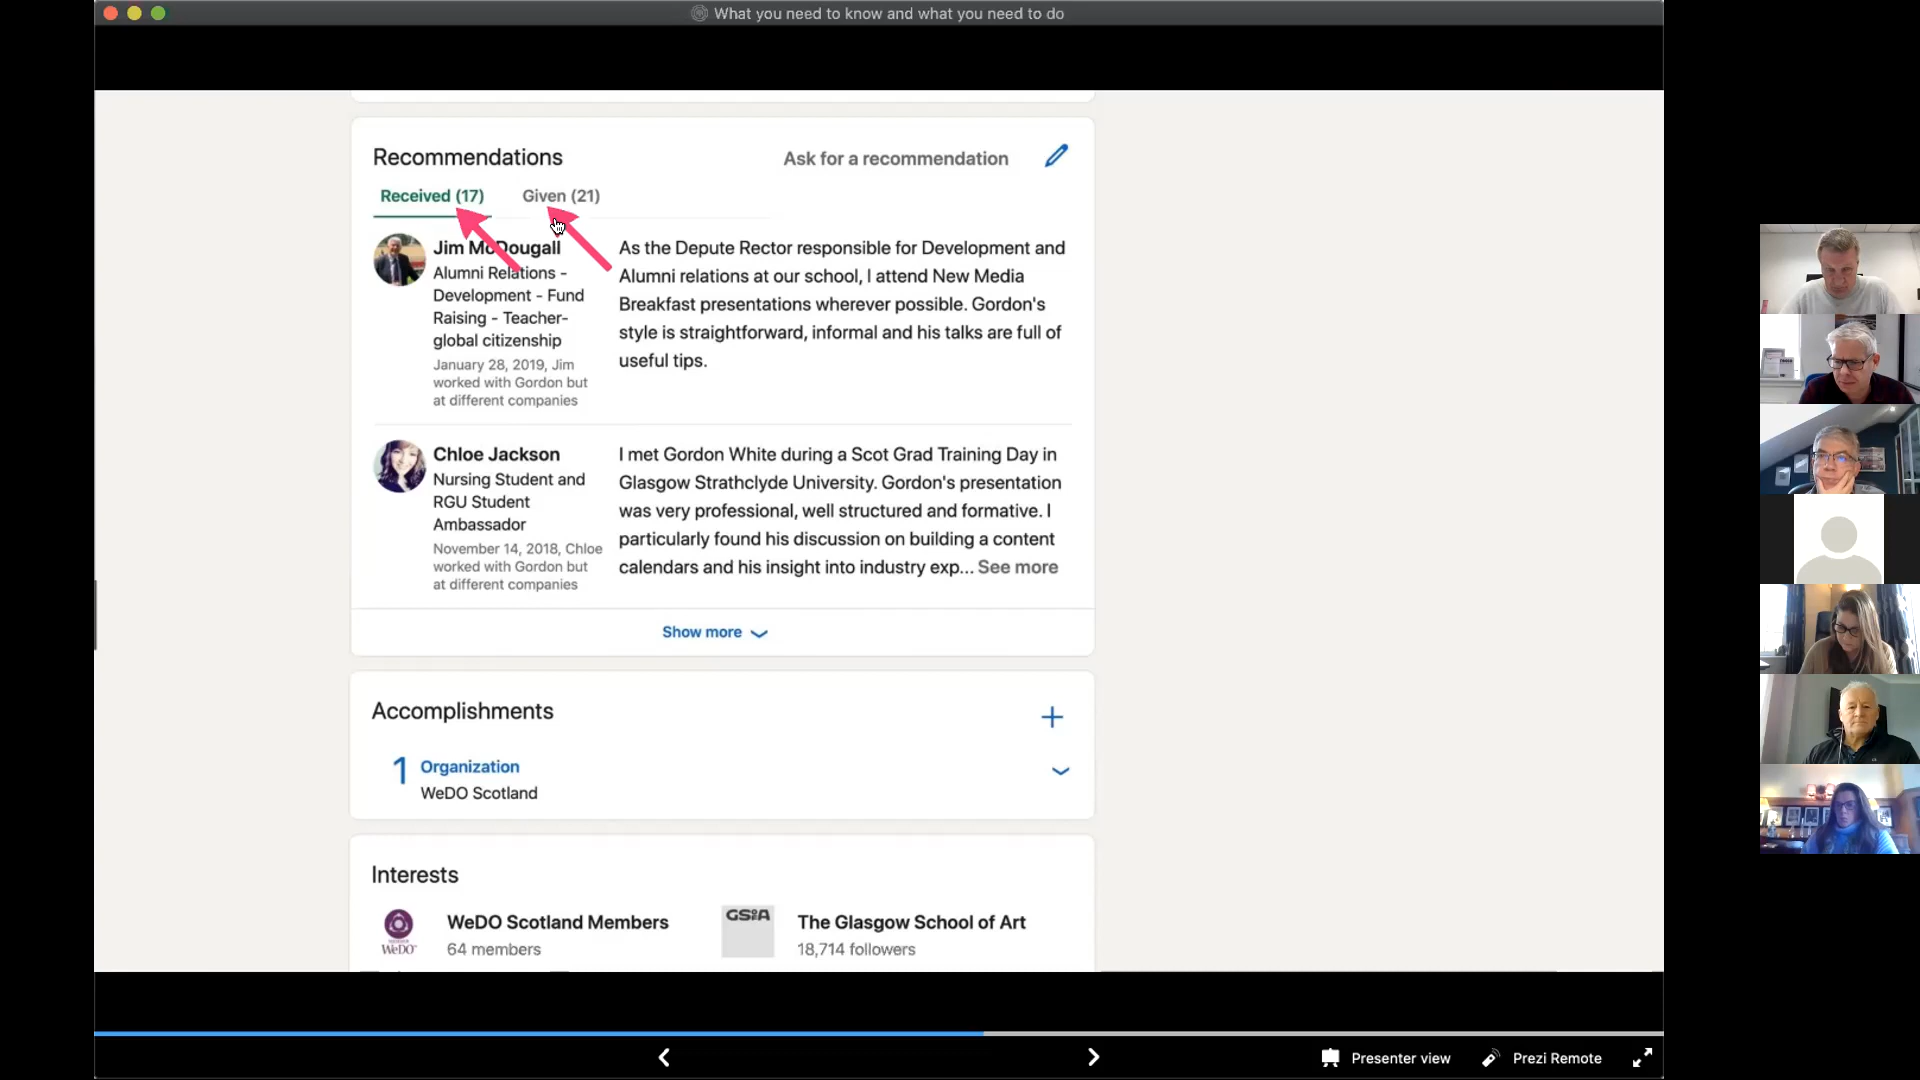 What you need to know and what you need to do
Recommendations
Ask for a recommendation
Received (17)
Given (21)
Jim McDougall
Alumni Relations -
Development - Fund
Raising - Teacher-
global citizenship
January 28, 2019, Jim
worked with Gordon but
at different companies
As the Depute Rector responsible for Development and
Alumni relations at our school, I attend New Media
Breakfast presentations wherever possible. Gordon's
style is straightforward, informal and his talks are full of
useful tips.
Chloe Jackson
Nursing Student and
RGU Student
Ambassador
November 14, 2018, Chloe
worked with Gordon but
at different companies
I met Gordon White during a Scot Grad Training Day in
Glasgow Strathclyde University. Gordon's presentation
was very professional, well structured and formative. I
particularly found his discussion on building a content
calendars and his insight into industry exp... See more
Show more
Accomplishments
1 Organization
WeDO Scotland
Interests
WeDO
WeDO Scotland Members
64 members
GSOA
The Glasgow School of Art
18,714 followers
Presenter view
Prezi Remote